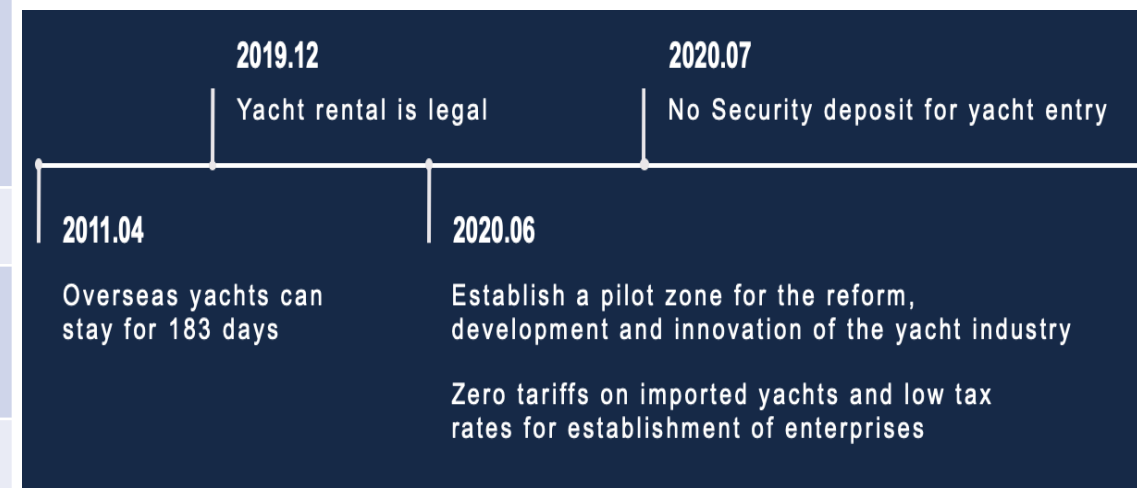 2019.12
Yacht rental is legal
2020.07
No Security deposit for yacht entry
2011.04
Overseas yachts can
stay for 183 days
2020.06
Establish a pilot zone for the reform,
development and innovation of the yacht industry
Zero tariffs on imported yachts and low tax
rates for establishment of enterprises